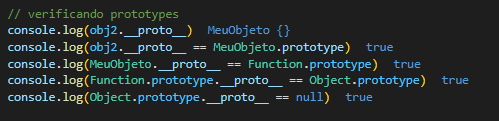 // verificando prototypes
console.log(obj2.__proto__)  MeuObjeto {}
console.log(obj2.__proto__ == MeuObjeto.prototype)  true
console.log(MeuObjeto.__proto__ == Function.prototype)  true
console.log(Function.prototype.__proto__ == Object.prototype)  true
console.log(Object.prototype.__proto__ == null)  true